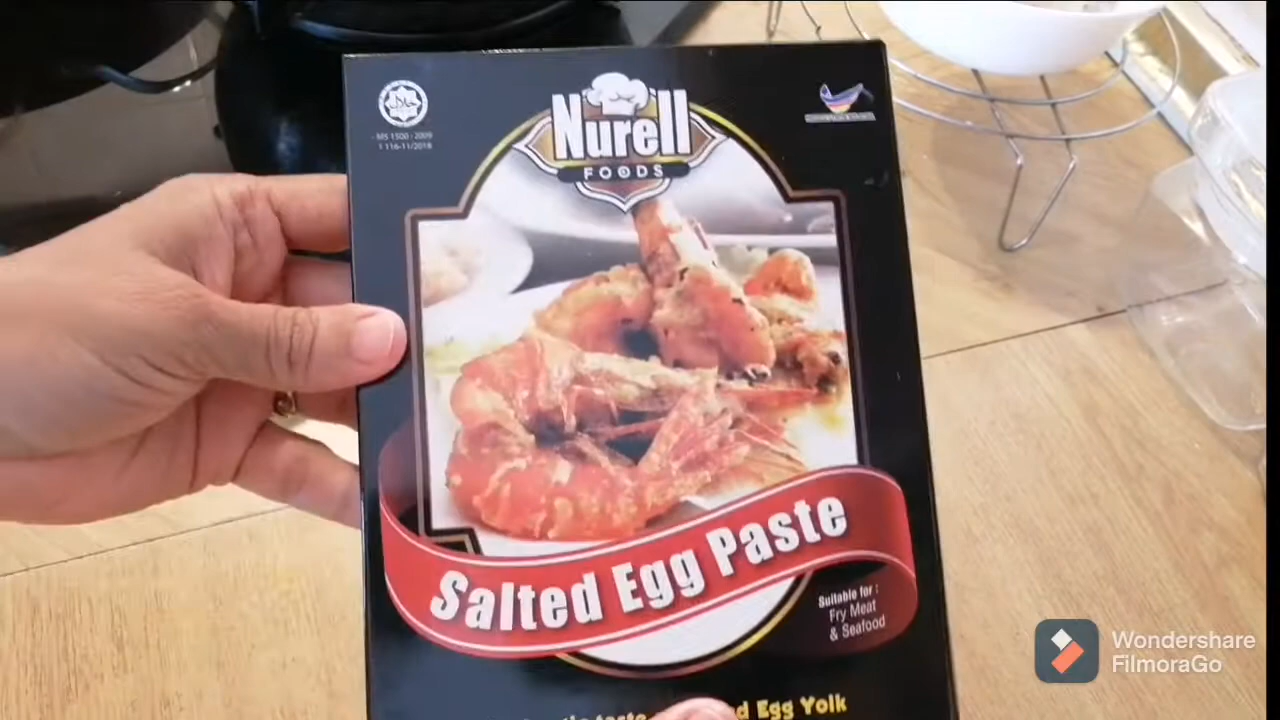 Nurell
FOODS
MS 1500 - 2009
1 116-11/2018
Salted Egg Paste
Suitable for :
Fry Meat
& Seafood
Egg Yolk
Wondershare
FilmoraGo